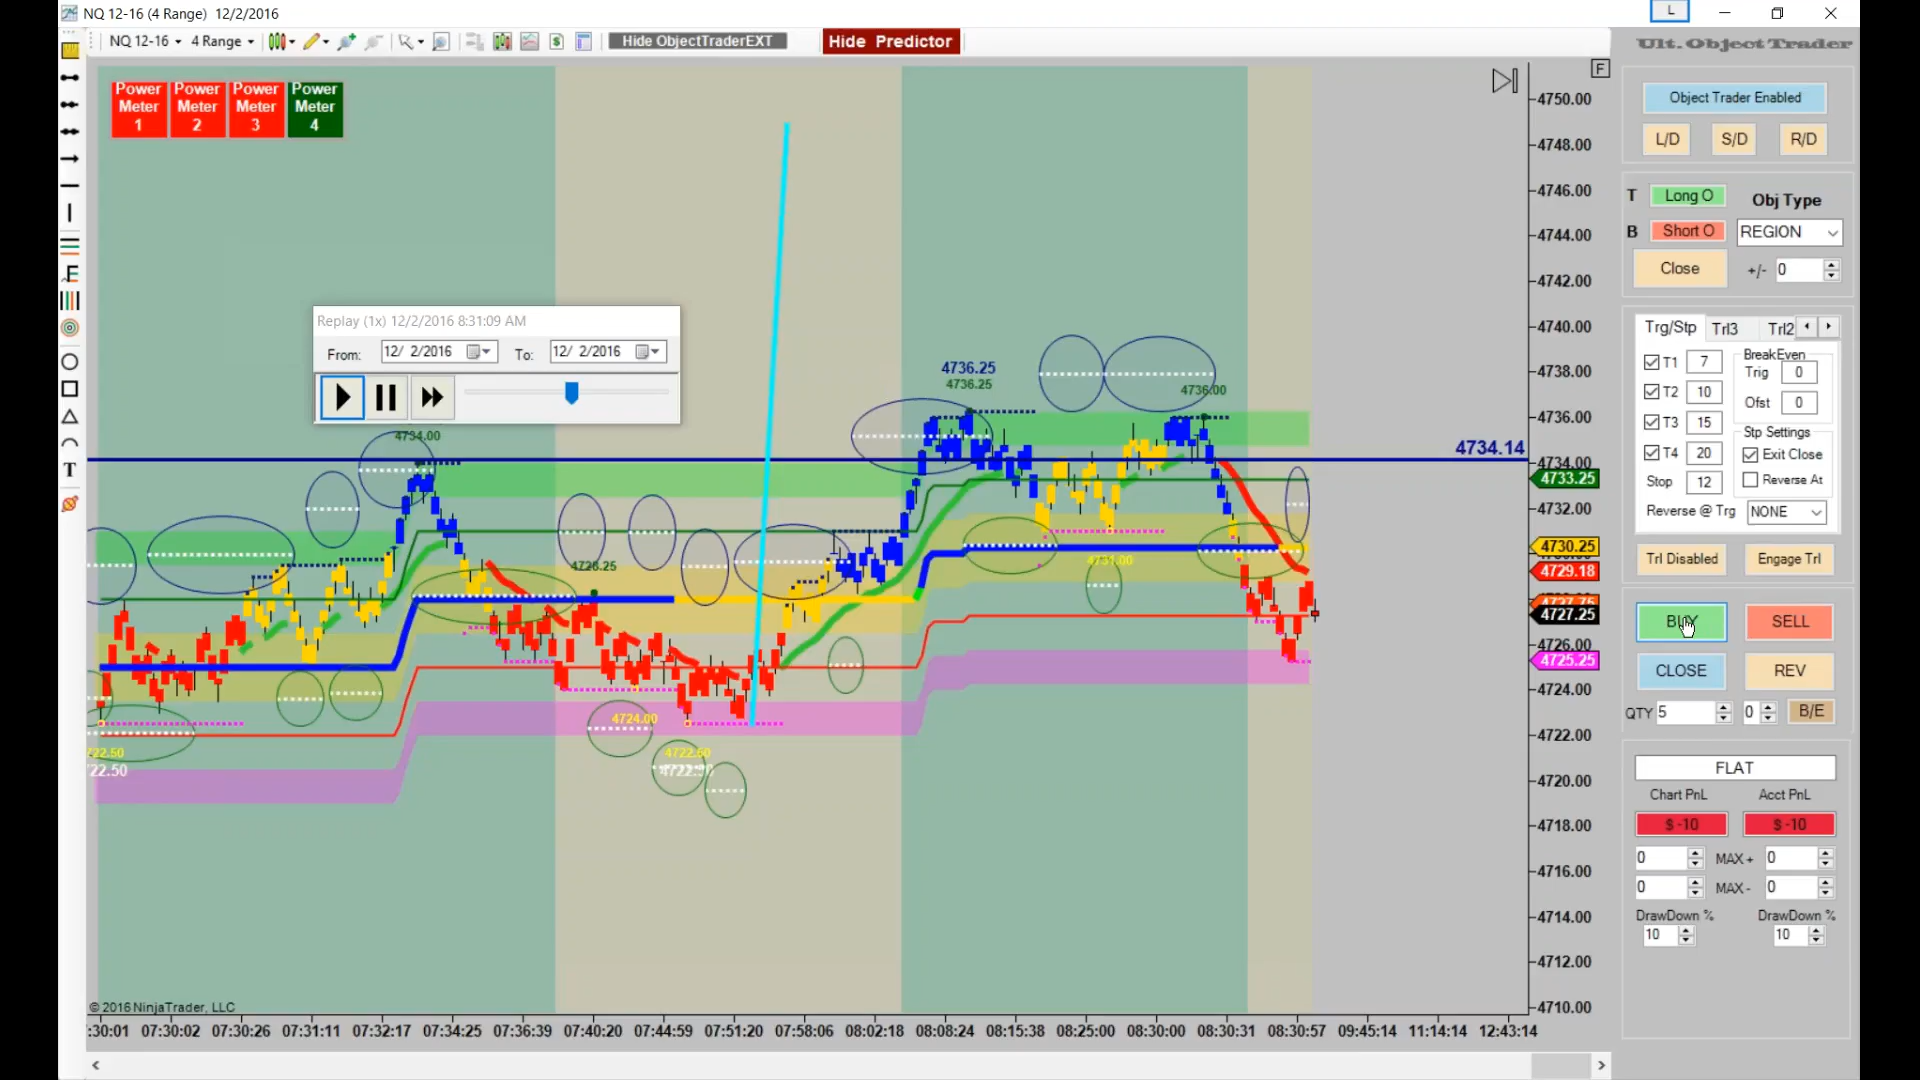 NQ 12-16 (4 Range)  12/2/2016
L
NQ 12-16
4 Range
Hide ObjectTraderEXT
Hide Predictor
Ult. Object Trader
F
Power Meter 1
Power Meter 2
Power Meter 3
Power Meter 4
Object Trader Enabled
L/D
S/D
R/D
T
Long O
Obj Type
B
Short O
REGION
Close
+/-
0
Replay (1x) 12/2/2016 8:31:09 AM
From:
12/ 2/2016
To:
12/ 2/2016
Trg/Stp
Trl3
Trl2
T1
7
BreakEven
Trig
0
T2
10
Ofst
0
T3
15
Stp Settings
T4
20
Exit Close
Stop
12
Reverse At
Reverse @ Trg
NONE
Trl Disabled
Engage Trl
BUY
SELL
CLOSE
REV
QTY
5
0
B/E
FLAT
Chart PnL
Acct PnL
$ -10
$ -10
0
MAX +
0
0
MAX -
0
DrawDown %
DrawDown %
10
10
4734.00
4736.25
4736.25
4736.00
4734.14
4731.00
4724.00
22.50
4750.00
4748.00
4746.00
4744.00
4742.00
4740.00
4738.00
4736.00
4734.00
4733.25
4732.00
4730.25
4729.18
4727.25
4726.00
4725.25
4724.00
4722.00
4720.00
4718.00
4716.00
4714.00
4712.00
4710.00
© 2016 NinjaTrader, LLC
:30:01
07:30:02
07:30:26
07:31:11
07:32:17
07:34:25
07:36:39
07:40:20
07:44:59
07:51:20
07:58:06
08:02:18
08:08:24
08:15:38
08:25:00
08:30:00
08:30:31
08:30:57
09:45:14
11:14:14
12:43:14